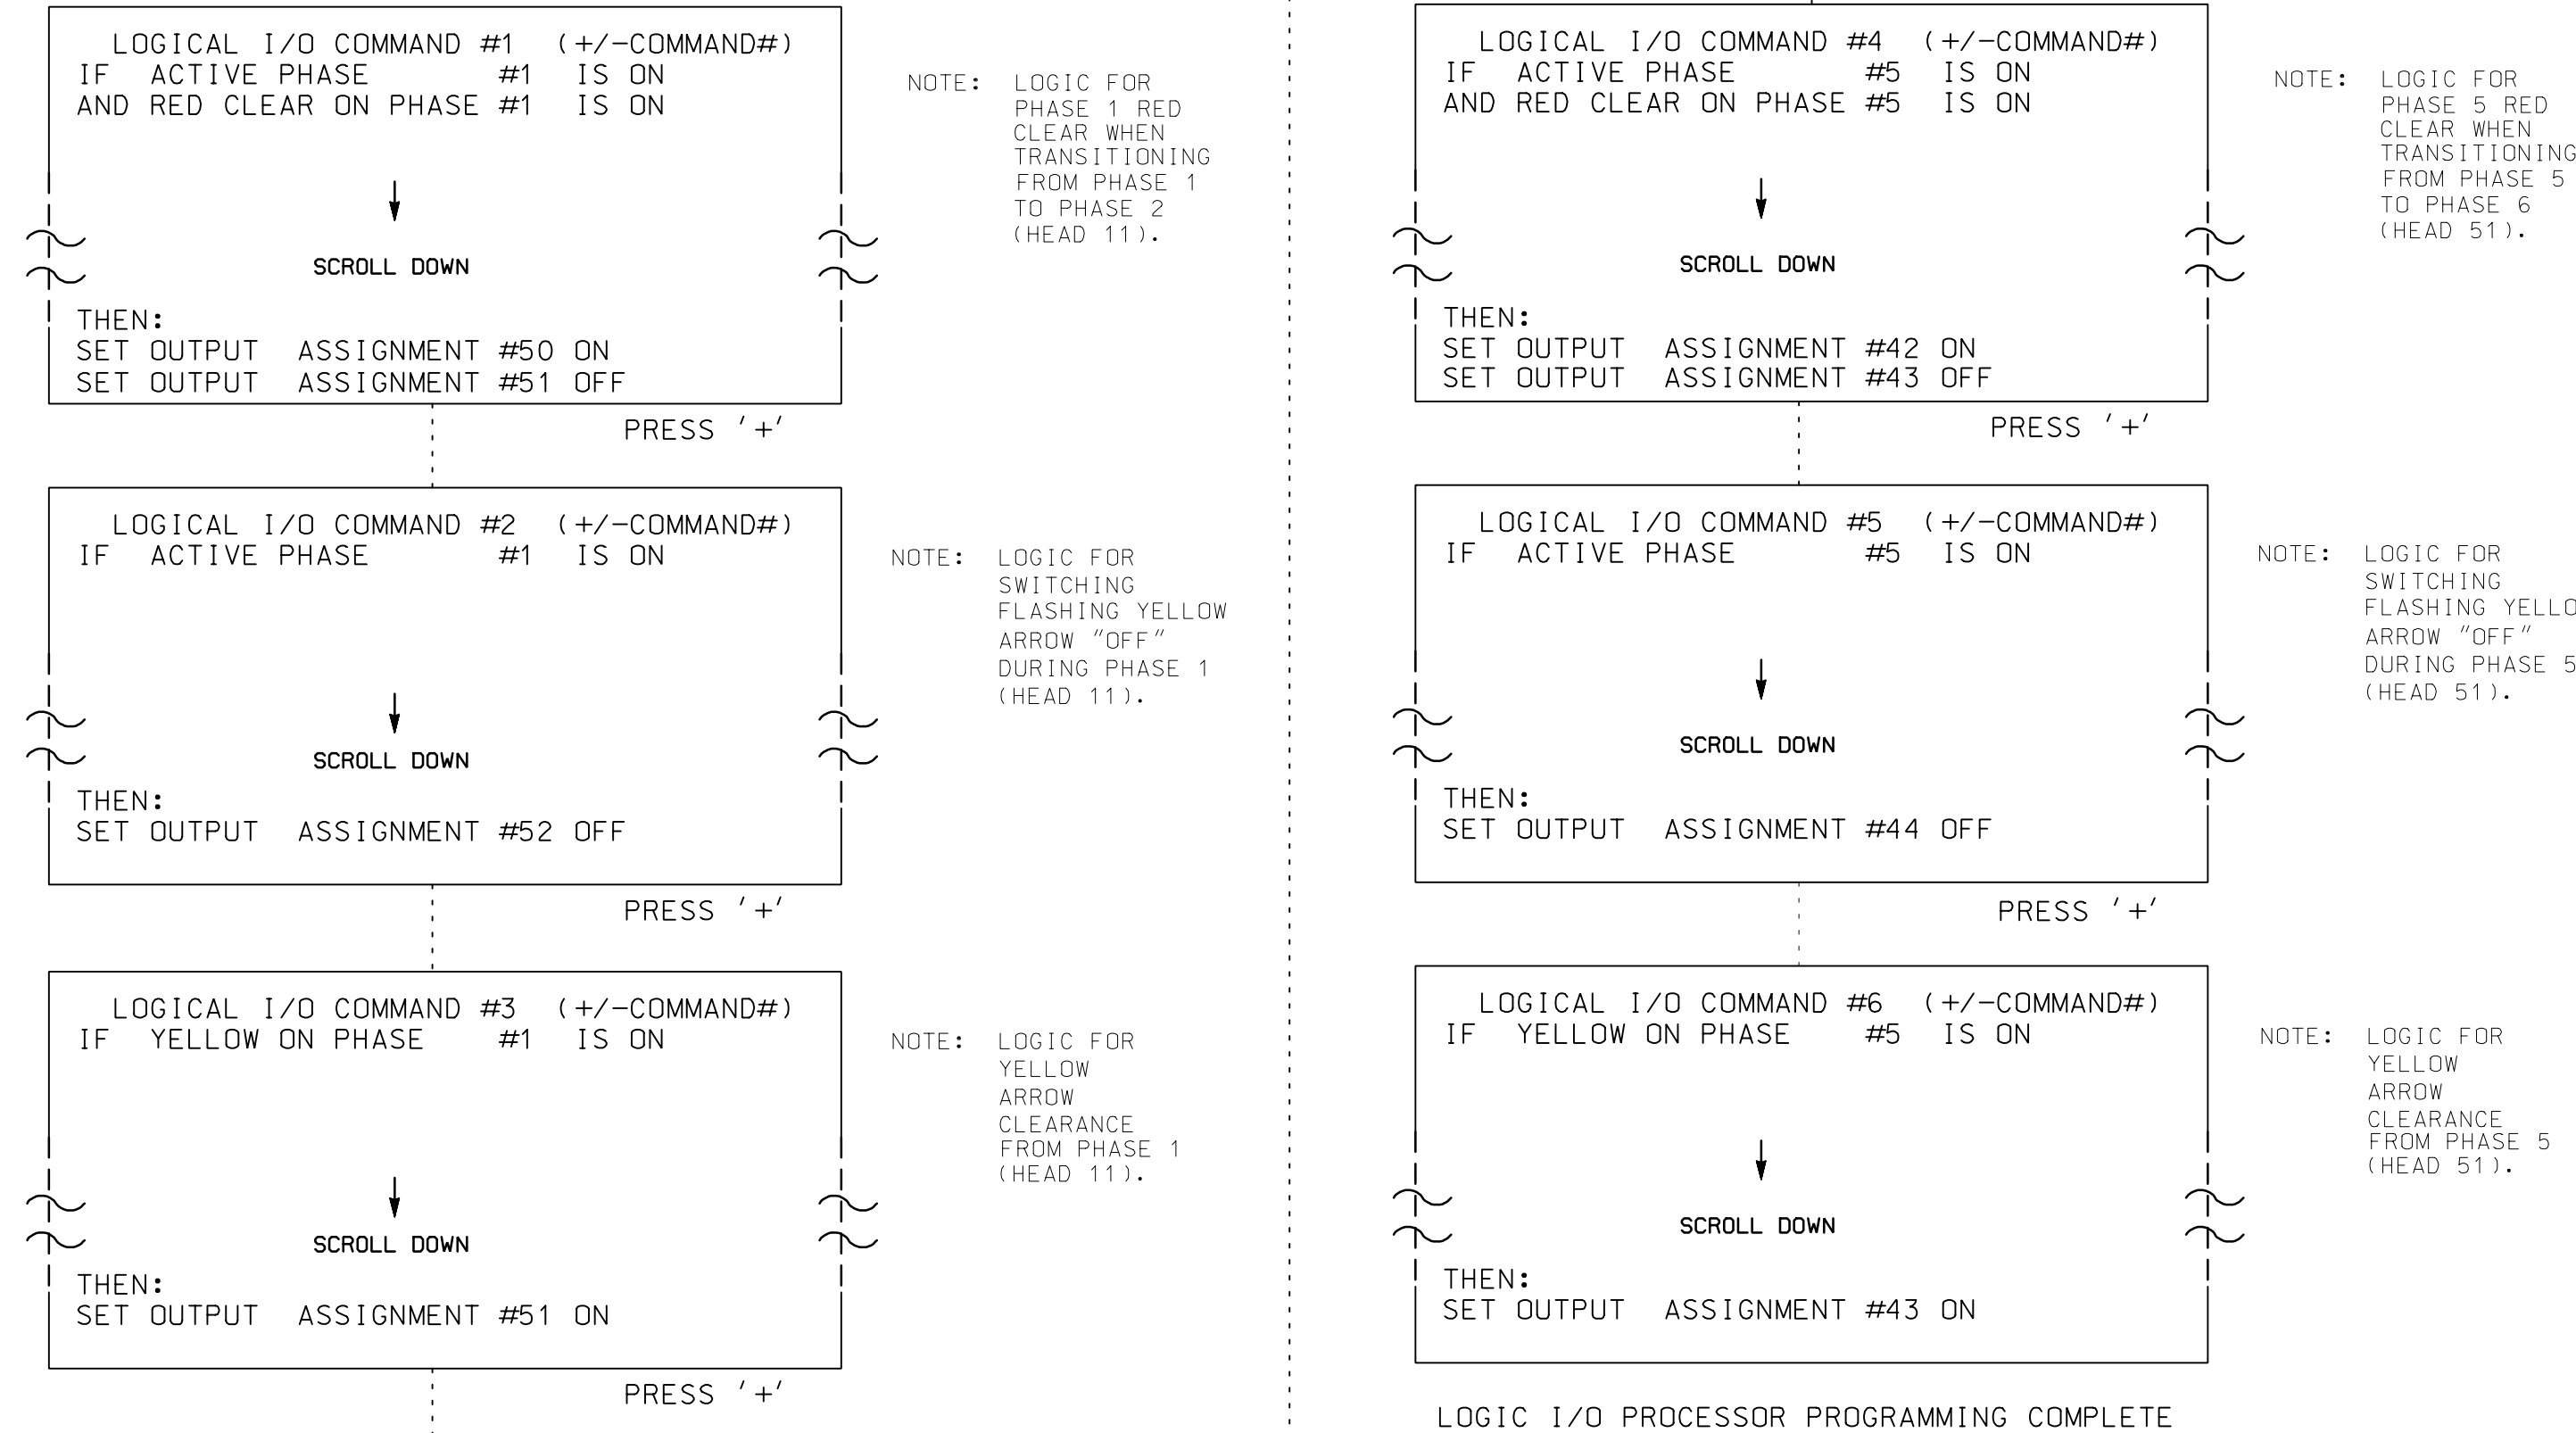 LOGICAL I/O COMMAND #1 (+/-COMMAND#)
IF ACTIVE PHASE #1 IS ON
AND RED CLEAR ON PHASE #1 IS ON
SCROLL DOWN
THEN:
SET OUTPUT ASSIGNMENT #50 ON
SET OUTPUT ASSIGNMENT #51 OFF
PRESS '+'
NOTE: LOGIC FOR
PHASE 1 RED
CLEAR WHEN
TRANSITIONING
FROM PHASE 1
TO PHASE 2
(HEAD 11).
LOGICAL I/O COMMAND #2 (+/-COMMAND#)
IF ACTIVE PHASE #1 IS ON
SCROLL DOWN
THEN:
SET OUTPUT ASSIGNMENT #52 OFF
PRESS '+'
NOTE: LOGIC FOR
SWITCHING
FLASHING YELLOW
ARROW "OFF"
DURING PHASE 1
(HEAD 11).
LOGICAL I/O COMMAND #3 (+/-COMMAND#)
IF YELLOW ON PHASE #1 IS ON
SCROLL DOWN
THEN:
SET OUTPUT ASSIGNMENT #51 ON
PRESS '+'
NOTE: LOGIC FOR
YELLOW
ARROW
CLEARANCE
FROM PHASE 1
(HEAD 11).
LOGICAL I/O COMMAND #4 (+/-COMMAND#)
IF ACTIVE PHASE #5 IS ON
AND RED CLEAR ON PHASE #5 IS ON
SCROLL DOWN
THEN:
SET OUTPUT ASSIGNMENT #42 ON
SET OUTPUT ASSIGNMENT #43 OFF
PRESS '+'
NOTE: LOGIC FOR
PHASE 5 RED
CLEAR WHEN
TRANSITIONING
FROM PHASE 5
TO PHASE 6
(HEAD 51).
LOGICAL I/O COMMAND #5 (+/-COMMAND#)
IF ACTIVE PHASE #5 IS ON
SCROLL DOWN
THEN:
SET OUTPUT ASSIGNMENT #44 OFF
PRESS '+'
NOTE: LOGIC FOR
SWITCHING
FLASHING YELLO
ARROW "OFF"
DURING PHASE 5
(HEAD 51).
LOGICAL I/O COMMAND #6 (+/-COMMAND#)
IF YELLOW ON PHASE #5 IS ON
SCROLL DOWN
THEN:
SET OUTPUT ASSIGNMENT #43 ON
NOTE: LOGIC FOR
YELLOW
ARROW
CLEARANCE
FROM PHASE 5
(HEAD 51).
LOGIC I/O PROCESSOR PROGRAMMING COMPLETE